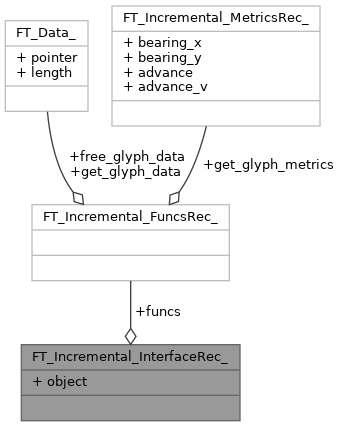 FT_Data_
+ pointer
+ length
FT_Incremental_MetricsRec_
+ bearing_x
+ bearing_y
+ advance
+ advance_v
+free_glyph_data
+get_glyph_data
+get_glyph_metrics
FT_Incremental_FuncsRec_
+funcs
FT_Incremental_InterfaceRec_
+ object